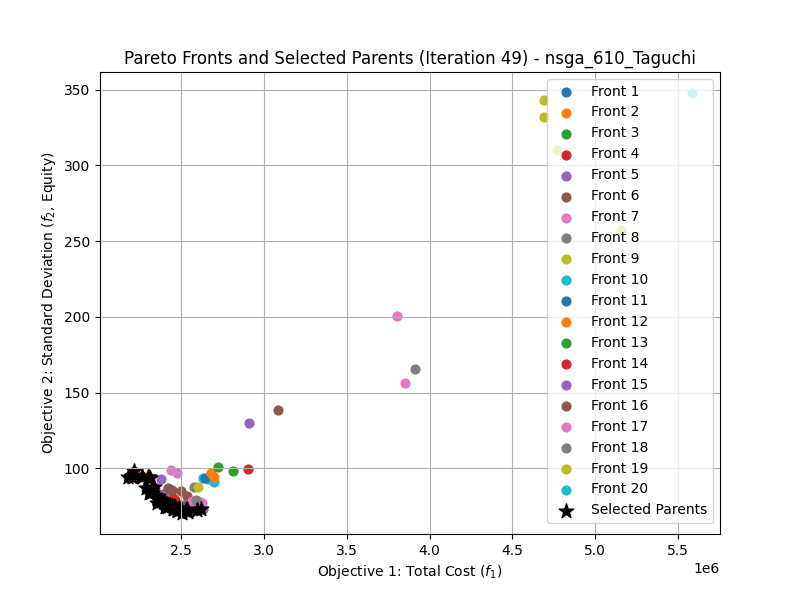 Pareto Fronts and Selected Parents (Iteration 49) - nsga_610_Taguchi
Objective 2: Standard Deviation (f₂, Equity)
350
300
250
200
150
100
Front 1
Front 2
Front 3
Front 4
Front 5
Front 6
Front 7
Front 8
Front 9
Front 10
Front 11
Front 12
Front 13
Front 14
Front 15
Front 16
Front 17
Front 18
Front 19
Front 20
Selected Parents
2.5 3.0 3.5 4.0 4.5 5.0 5.5
1e6
Objective 1: Total Cost (f₁)